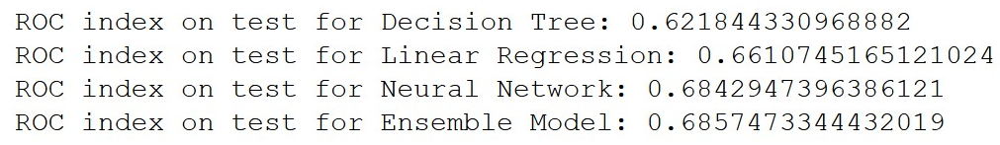 ROC index on test for Decision Tree: 0.621844330968882
ROC index on test for Linear Regression: 0.6610745165121024
ROC index on test for Neural Network: 0.6842947396386121
ROC index on test for Ensemble Model: 0.6857473344432019